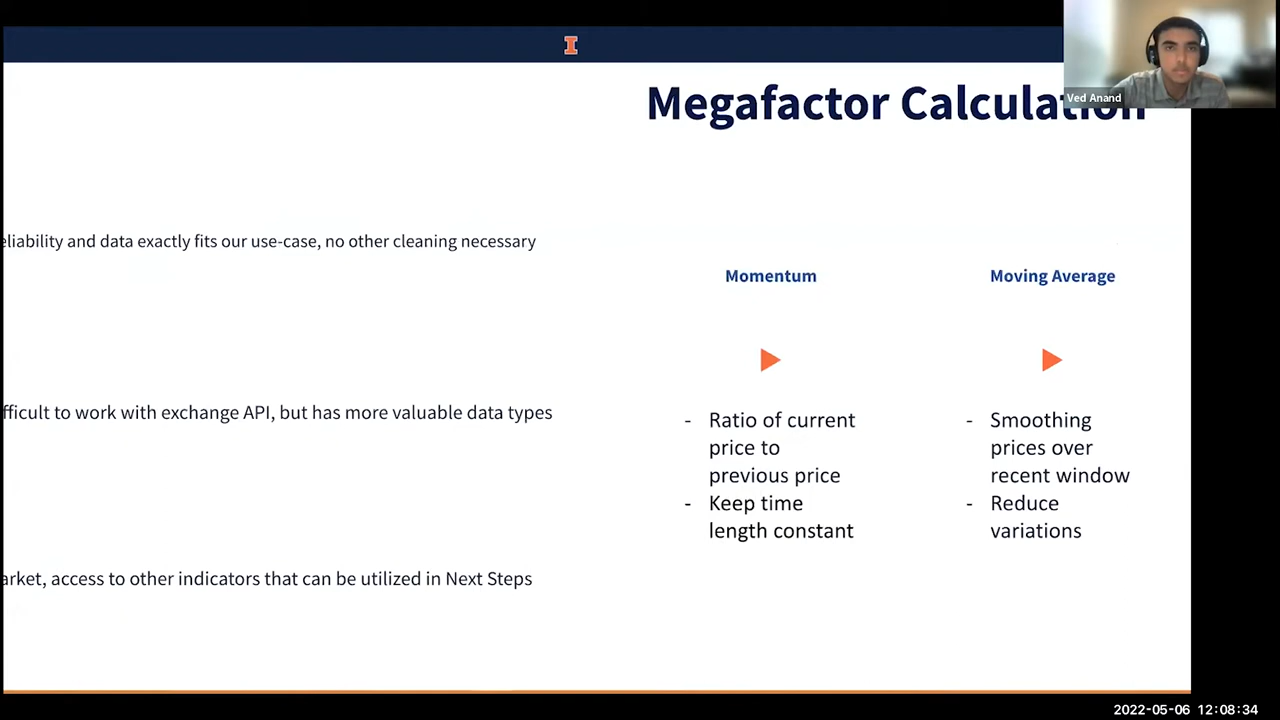 I
Ved Anand
Megafactor Calculation
eliability and data exactly fits our use-case, no other cleaning necessary
Momentum
Moving Average
fficult to work with exchange API, but has more valuable data types
- Ratio of current
price to
previous price
- Keep time
length constant
- Smoothing
prices over
recent window
- Reduce
variations
arket, access to other indicators that can be utilized in Next Steps
2022-05-06 12:08:34